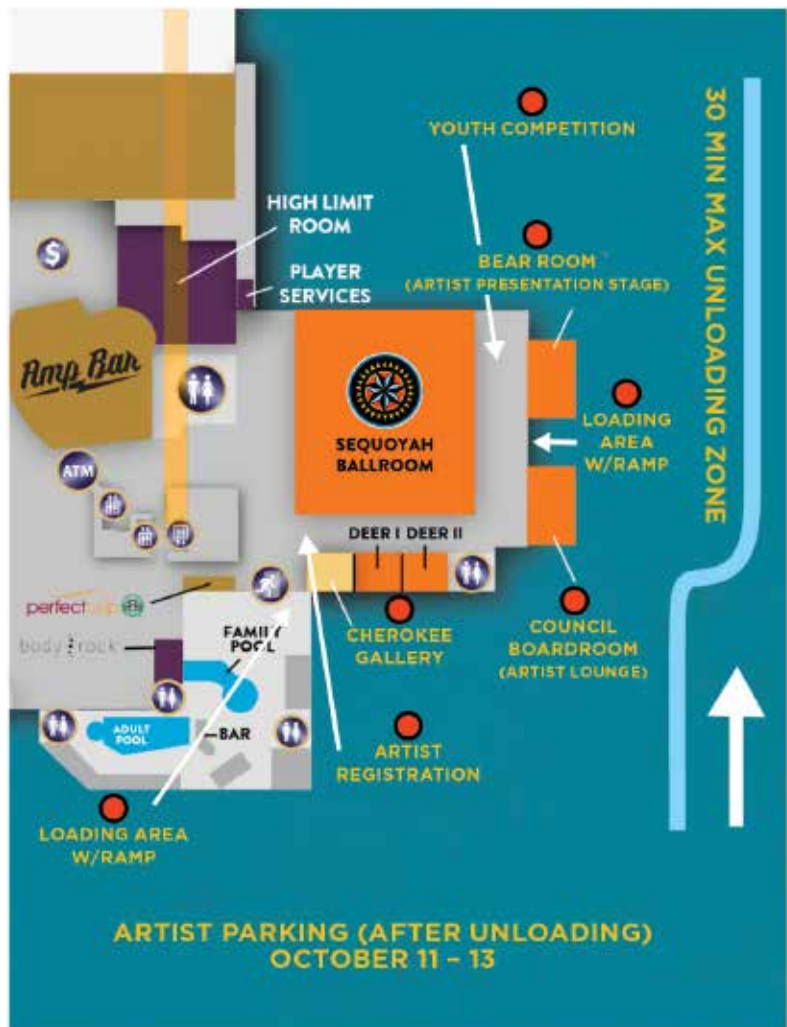 YOUTH COMPETITION
30 MIN MAX UNLOADING ZONE
HIGH LIMIT
ROOM
BEAR ROOM
(ARTIST PRESENTATION STAGE)
$
PLAYER
SERVICES
Amp Bar
SEQUOYAH
BALLROOM
LOADING
AREA
W/RAMP
ATM
DEER I
DEER II
perfect
body
rock
FAMILY
POOL
CHEROKEE
GALLERY
COUNCIL
BOARDROOM
(ARTIST LOUNGE)
ADULT
POOL
BAR
ARTIST
REGISTRATION
LOADING AREA
W/RAMP
ARTIST PARKING (AFTER UNLOADING)
OCTOBER 11 – 13